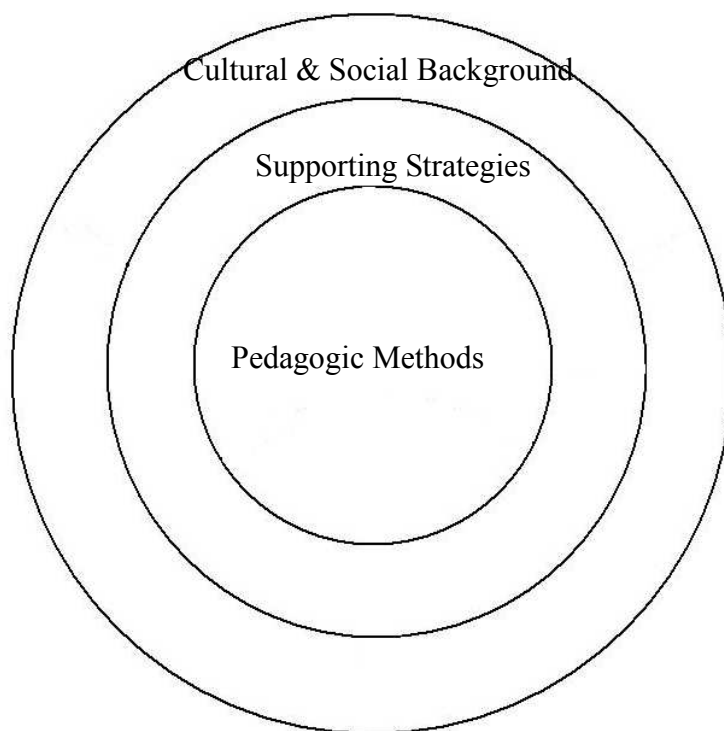 Cultural & Social Background
Supporting Strategies
Pedagogic Methods